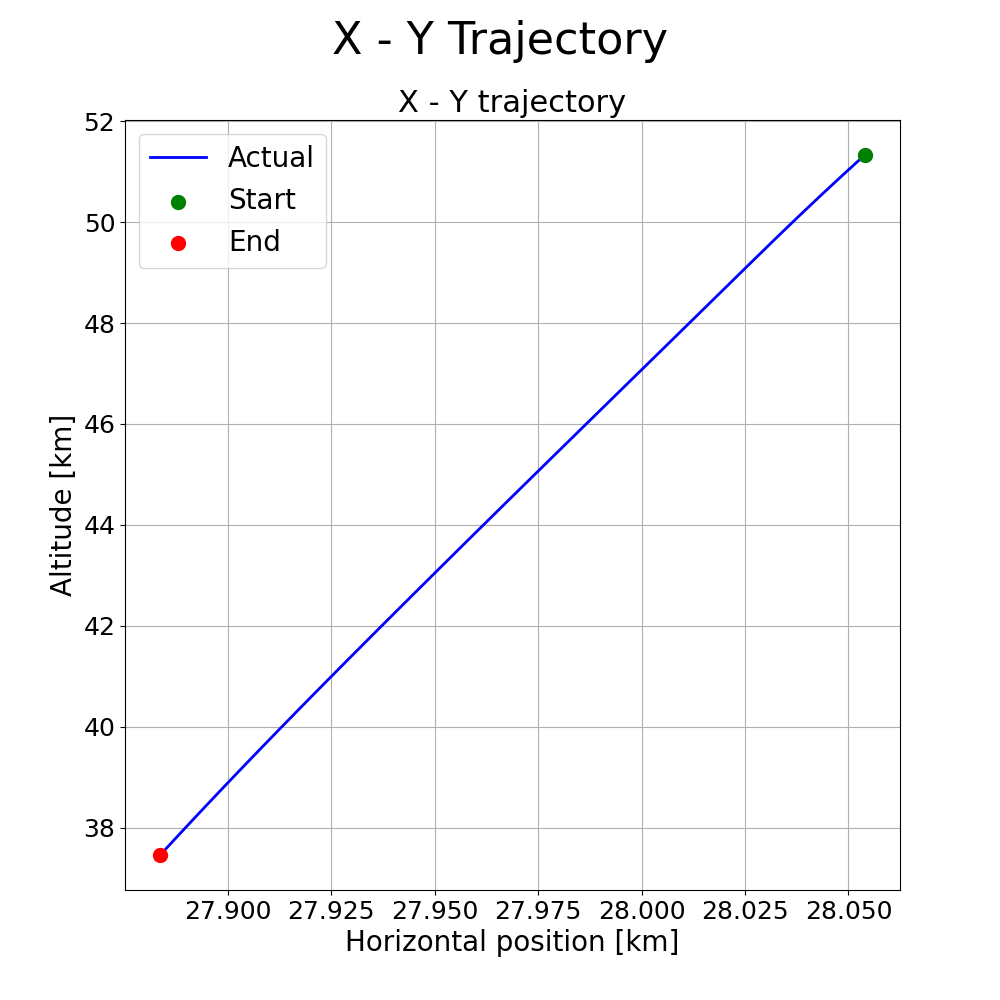 X - Y Trajectory
X - Y trajectory
Actual
Start
End
52
50
48
46
44
42
40
38
Altitude [km]
27.900 27.925 27.950 27.975 28.000 28.025 28.050
Horizontal position [km]